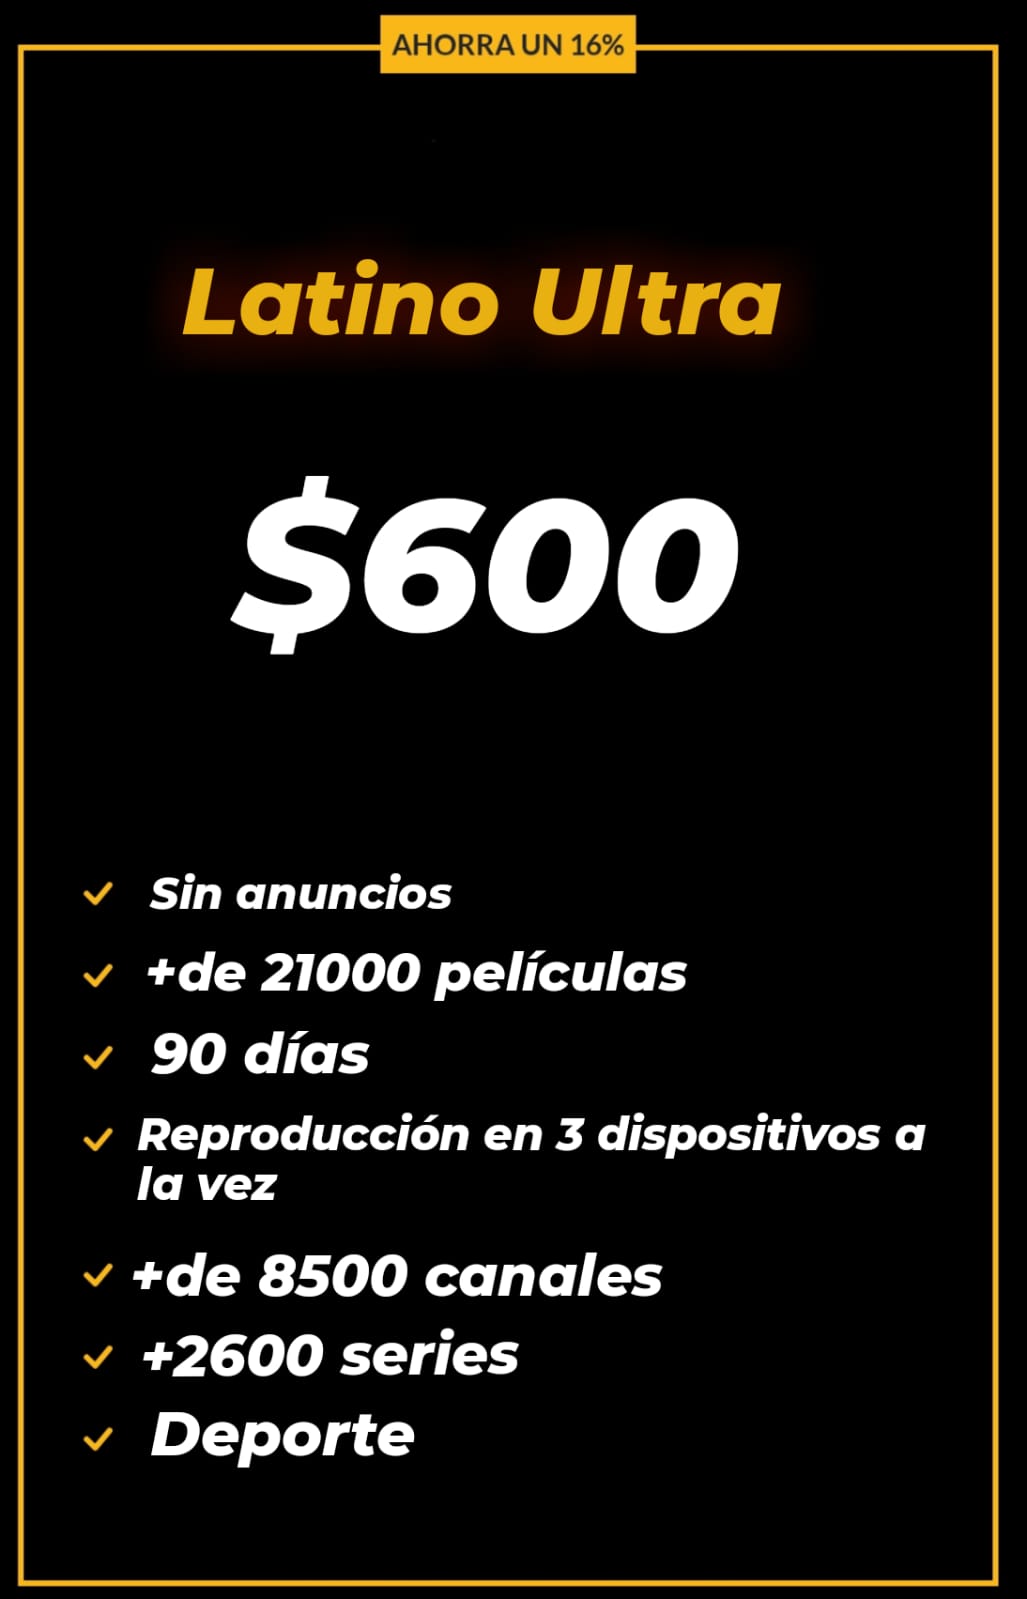 AHORRA UN 16%
Latino Ultra
$600
Sin anuncios
+de 21000 películas
90 días
Reproducción en 3 dispositivos a
la vez
+de 8500 canales
+2600 series
Deporte